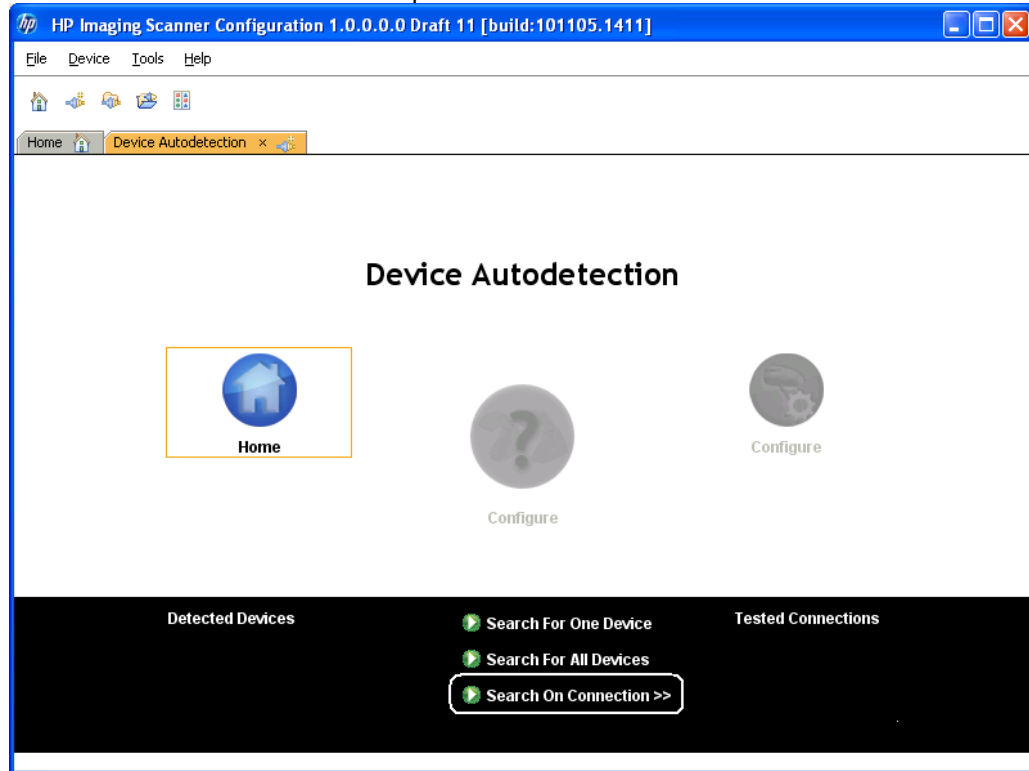 HP Imaging Scanner Configuration 1.0.0.0.0 Draft 11 [build:101105.1411]
File Device Tools Help
Home Device Autodetection
Device Autodetection
Home
Configure
Configure
Detected Devices
Search For One Device
Search For All Devices
Search On Connection >>
Tested Connections